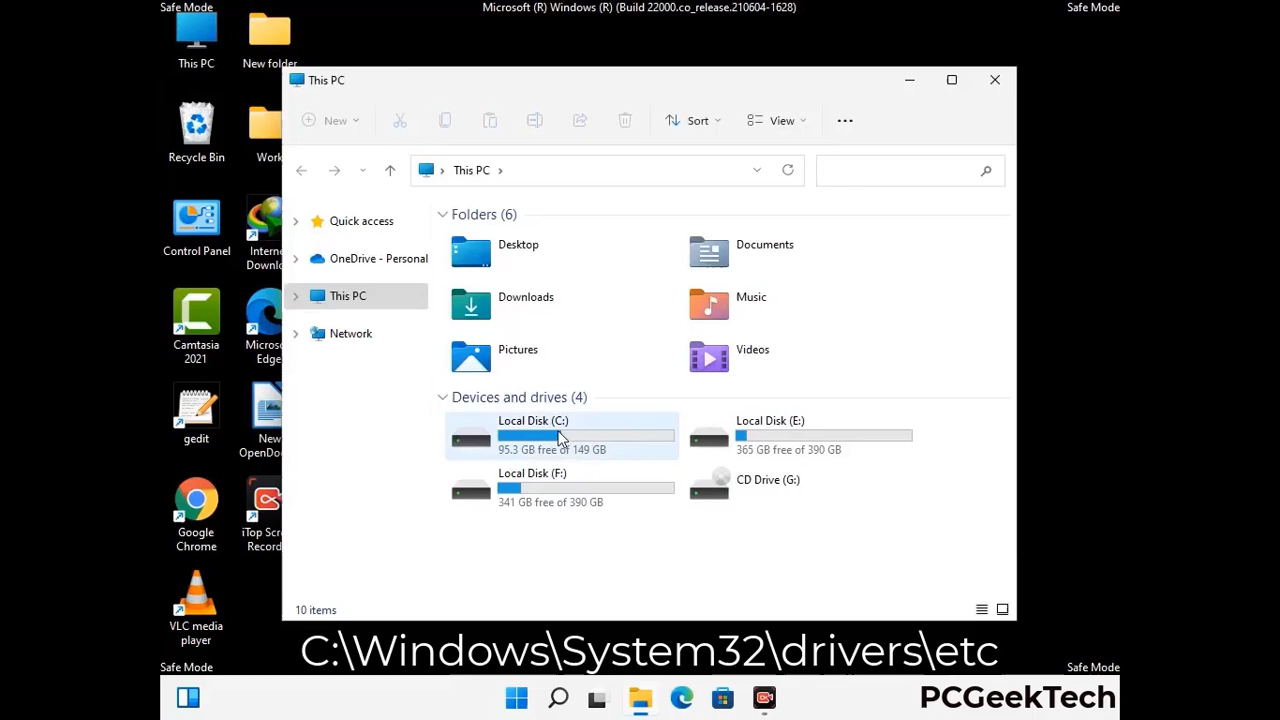 Safe Mode
Microsoft (R) Windows (R) (Build 22000.co_release.210604-1628)
Safe Mode
This PC
New folder
Recycle Bin
Work
Control Panel
Internet
Downlo
Camtasia
2021
Micros
Edge
gedit
New
OpenDo
Google
Chrome
iTop Scre
Record
VLC media
player
This PC
New
Sort
View
This PC
Quick access
OneDrive - Personal
This PC
Network
Folders (6)
Desktop
Documents
Downloads
Music
Pictures
Videos
Devices and drives (4)
Local Disk (C:)
95.3 GB free of 149 GB
Local Disk (E:)
365 GB free of 390 GB
Local Disk (F:)
341 GB free of 390 GB
CD Drive (G:)
10 items
C:\Windows\System32\drivers\etc
Safe Mode
Safe Mode
PCGeekTech